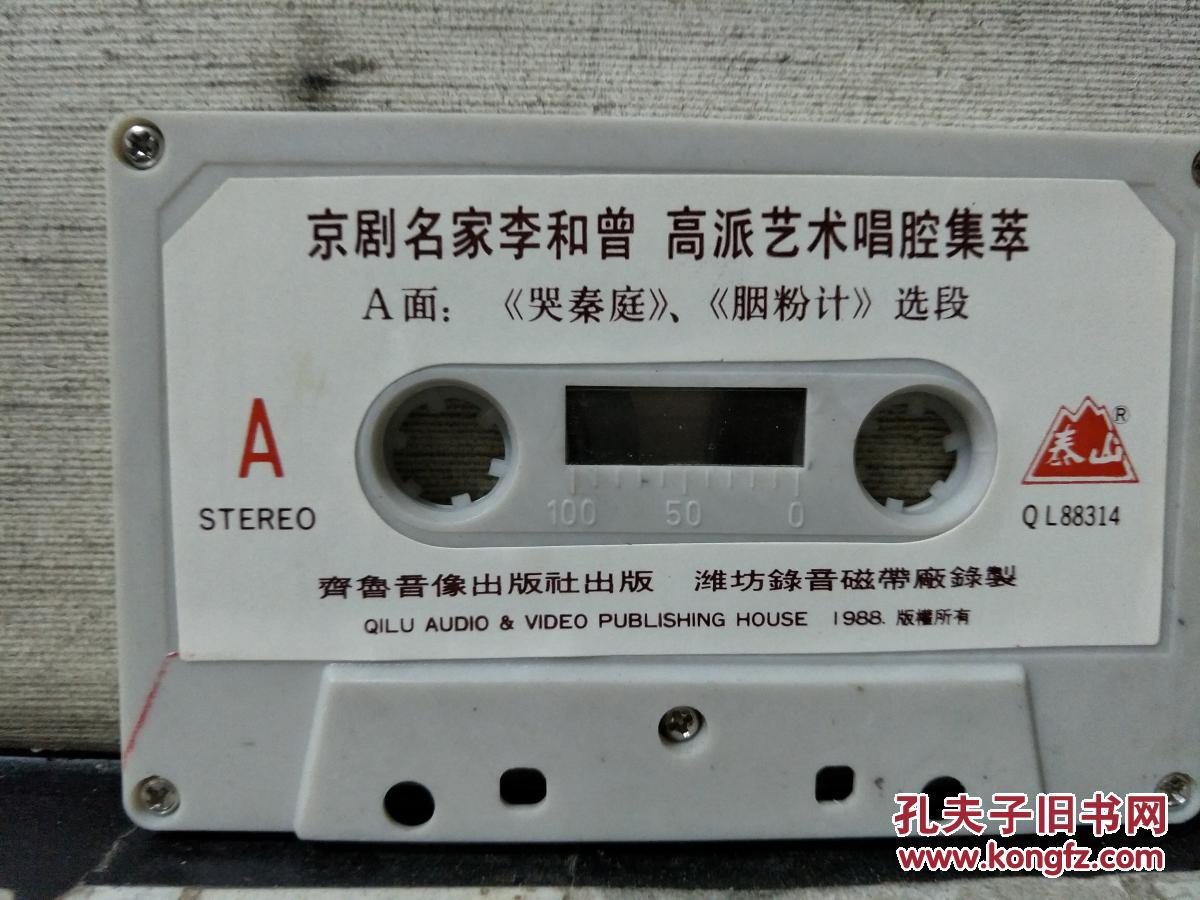 京剧名家李和曾 高派艺术唱腔集萃
A面：《哭秦庭》、《胭粉计》选段
A
STEREO
100 50 0
泰山®
QL88314
齊魯音像出版社出版 潍坊錄音磁帶廠錄製
QILU AUDIO & VIDEO PUBLISHING HOUSE 1988. 版權所有
孔夫子旧书网
www.kongfz.com